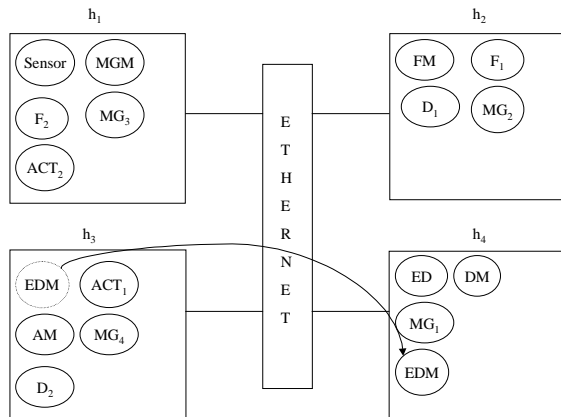 h₁
Sensor MGM
F₂ MG₃
ACT₂
h₂
FM F₁
D₁ MG₂
ETHERNET
h₃
EDM ACT₁
AM MG₄
D₂
h₄
ED DM
MG₁
EDM